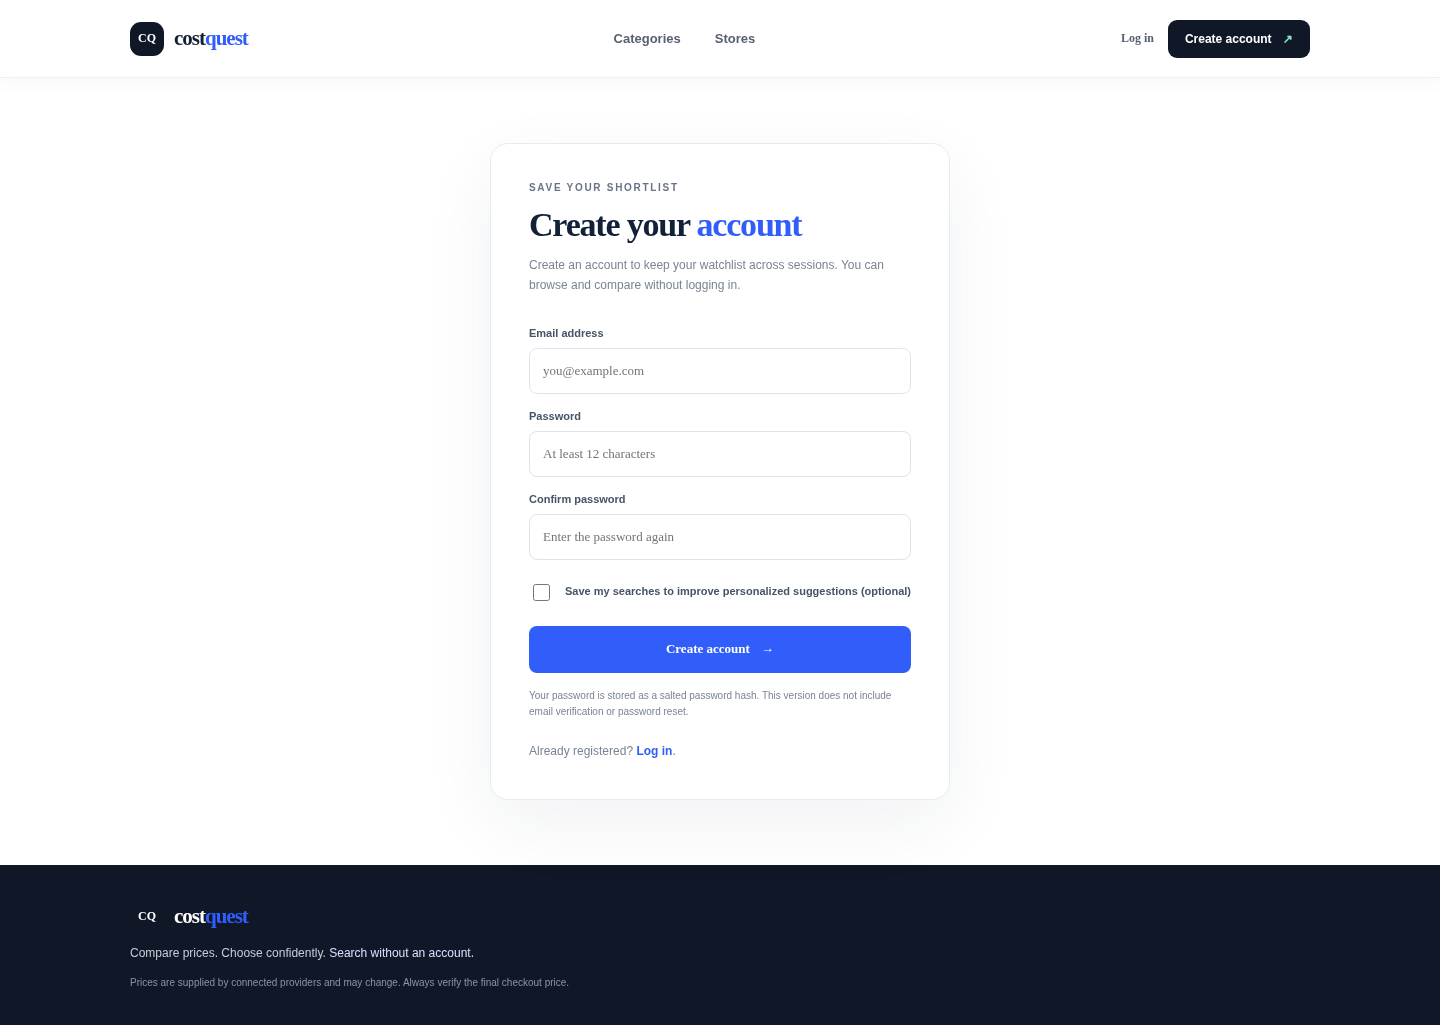 CQ costquest
Categories Stores
Log in Create account ↗
SAVE YOUR SHORTLIST
Create your account
Create an account to keep your watchlist across sessions. You can
browse and compare without logging in.
Email address
you@example.com
Password
At least 12 characters
Confirm password
Enter the password again
Save my searches to improve personalized suggestions (optional)
Create account →
Your password is stored as a salted password hash. This version does not include
email verification or password reset.
Already registered? Log in.
CQ costquest
Compare prices. Choose confidently. Search without an account.
Prices are supplied by connected providers and may change. Always verify the final checkout price.